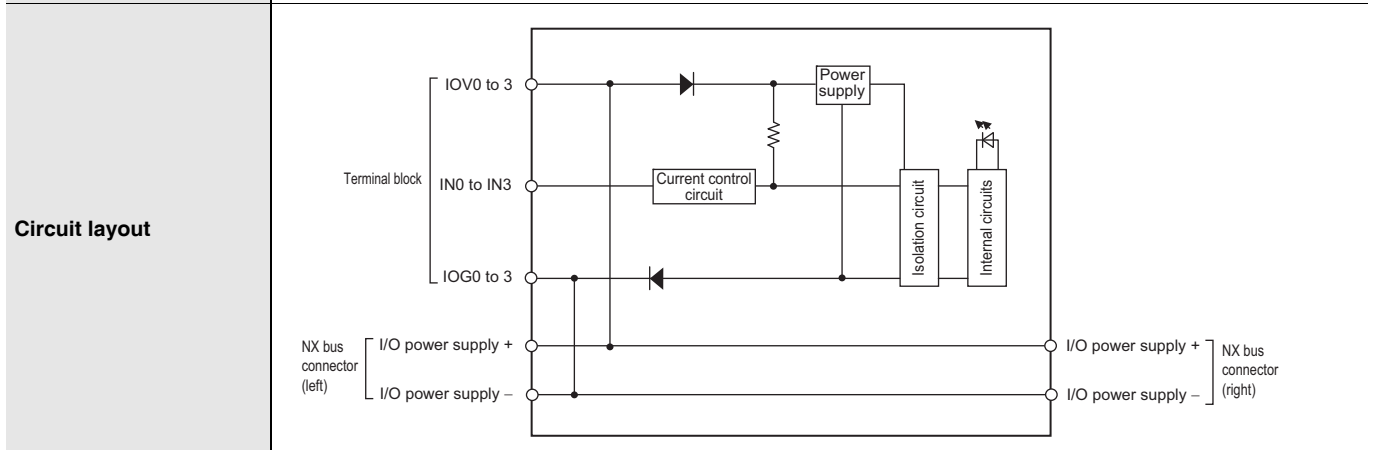 Circuit layout
Terminal block
IOV0 to 3
IN0 to IN3
IOG0 to 3
Power
supply
Current control
circuit
Isolation circuit
Internal circuits
NX bus
connector
(left)
I/O power supply +
I/O power supply –
I/O power supply +
I/O power supply –
NX bus
connector
(right)